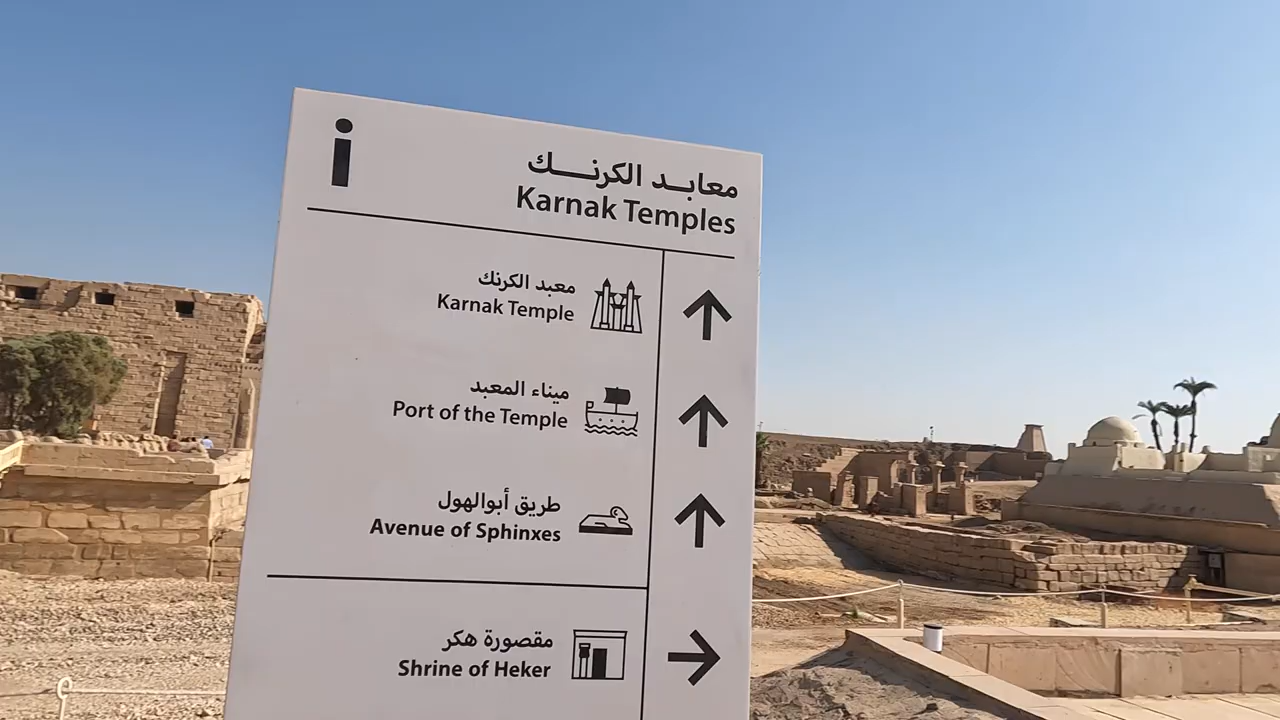 معابد الكرنك
Karnak Temples
معبد الكرنك
Karnak Temple
ميناء المعبد
Port of the Temple
طريق أبوالهول
Avenue of Sphinxes
مقصورة هكر
Shrine of Heker